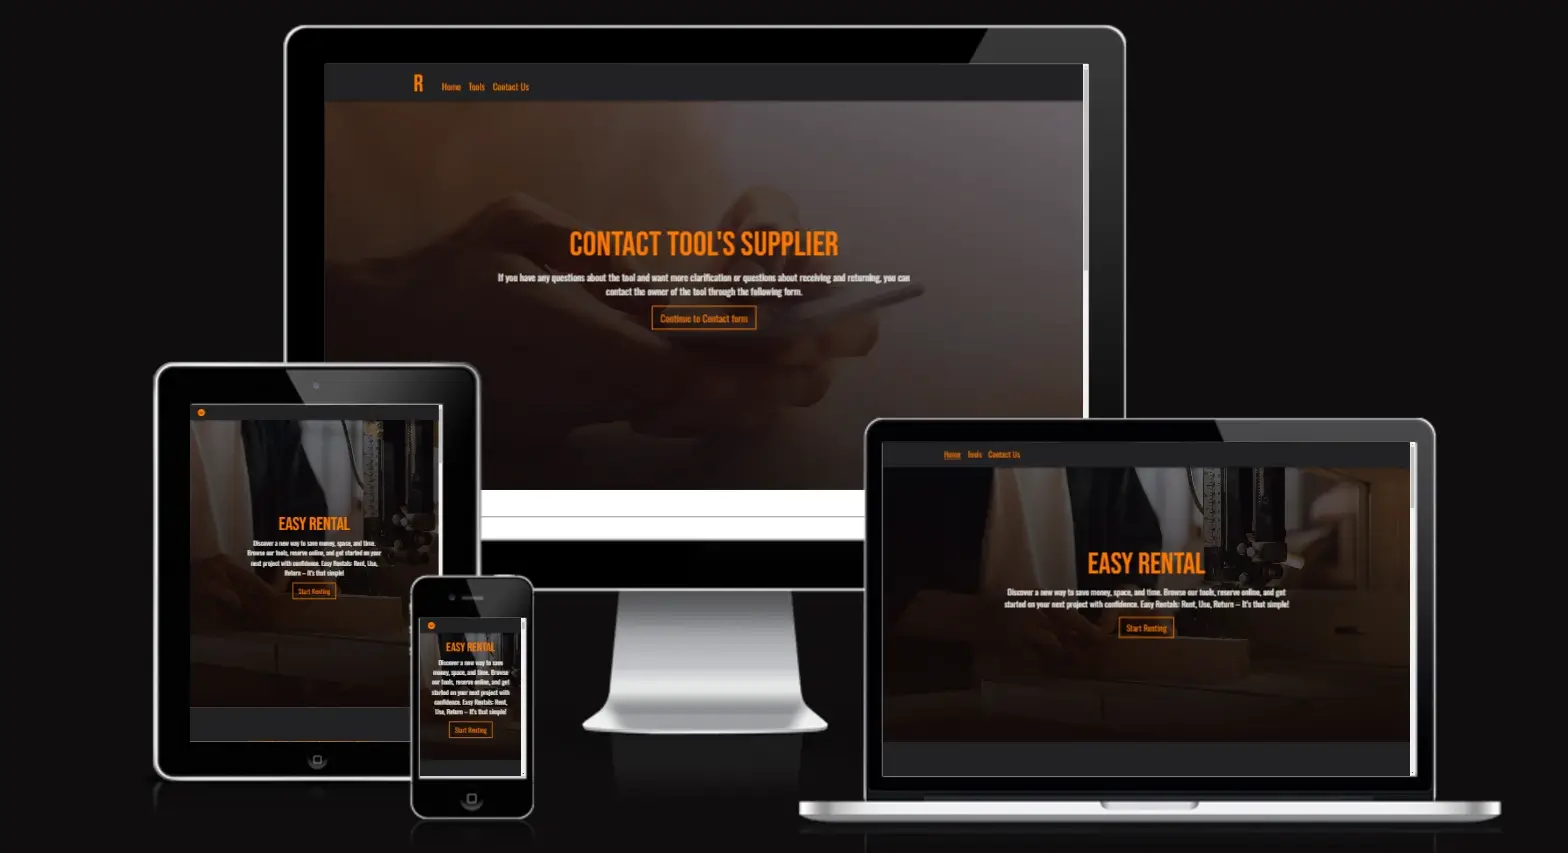 R Home Tools Contact Us
CONTACT TOOL'S SUPPLIER
If you have any questions about the tool and want more clarification or questions about receiving and returning, you can
contact the owner of the tool through the following form.
Continue to Contact form
EASY RENTAL
Discover a new way to save money, space, and time.
Browse our tools, reserve online, and get started on your
next project with confidence. Easy Rentals: Rent, Use,
Return – It's that simple!
Start Renting
EASY RENTAL
Discover a new way to save
money, space, and time. Browse
our tools, reserve online, and get
started on your next project with
confidence. Easy Rentals: Rent,
Use, Return – It's that simple!
Start Renting
Home Tools Contact Us
EASY RENTAL
Discover a new way to save money, space, and time. Browse our tools, reserve online, and get
started on your next project with confidence. Easy Rentals: Rent, Use, Return – It's that simple!
Start Renting